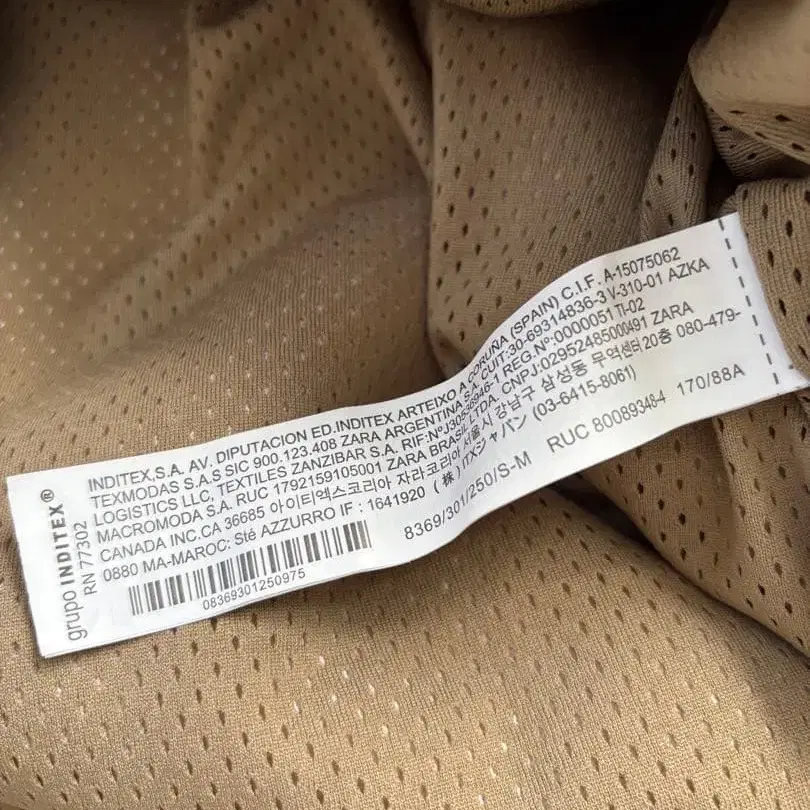 grupo INDITEX®
RN 77302
INDITEX,S.A. AV. DIPUTACION ED.INDITEX ARTEIXO A CORUÑA (SPAIN) C.I.F. A-15075062
TEXMODAS S.A.S SIC 900.123.408 ZARA ARGENTINA S.A. CUIT:30-69314836-3 V-310-01 AZKA
LOGISTICS LLC, TEXTILES ZANZIBAR S.A. RIF:NºJ30536946-1 REG.Nº:0000051 TI-02
MACROMODA S.A. RUC 1792159105001 ZARA BRASIL LTDA, CNPJ:02952485000491 ZARA
CANADA INC.CA 36685 아이티엑스코리아 자라코리아 서울시 강남구 삼성동 무역센터 20층 080-479-
0880 MA-MAROC: Sté AZZURRO IF : 1641920 (株) ITXジャパン (03-6415-8061)
08369301250975
8369/301/250/S-M
RUC 80089348-4
170/88A